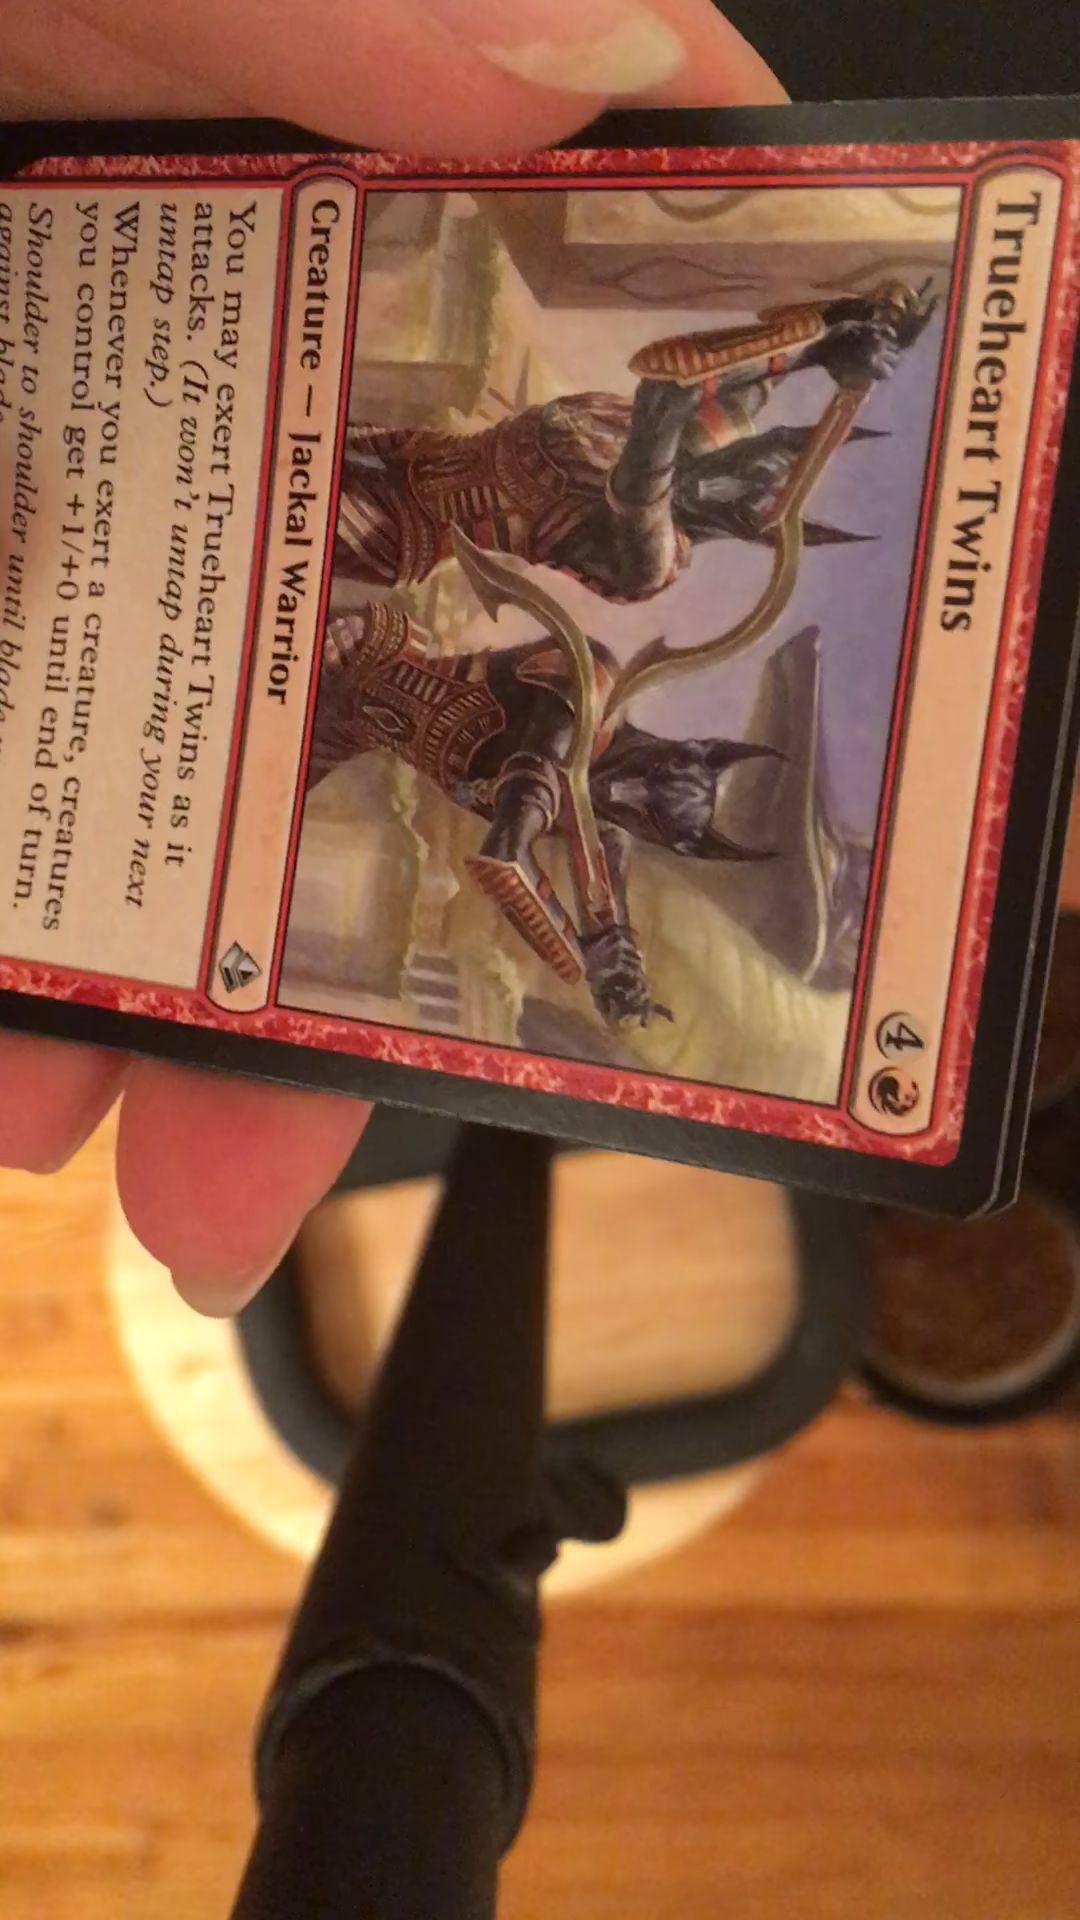 Trueheart Twins
4
Creature — Jackal Warrior
You may exert Trueheart Twins as it
attacks. (It won't untap during your next
untap step.)
Whenever you exert a creature, creatures
you control get +1/+0 until end of turn.
Shoulder to shoulder until blade
against blade